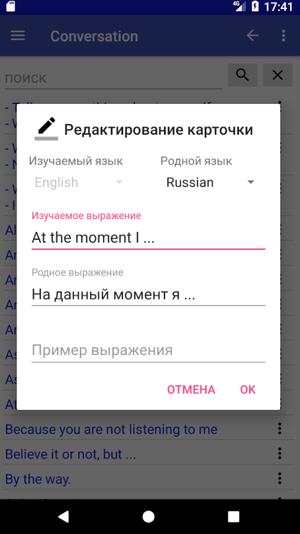 4G 17:41
Conversation
поиск
Редактирование карточки
Изучаемый язык Родной язык
English Russian
Изучаемое выражение
At the moment I ...
Родное выражение
На данный момент я ...
Пример выражения
ОТМЕНА OK
Because you are not listening to me
Believe it or not, but ...
By the way.